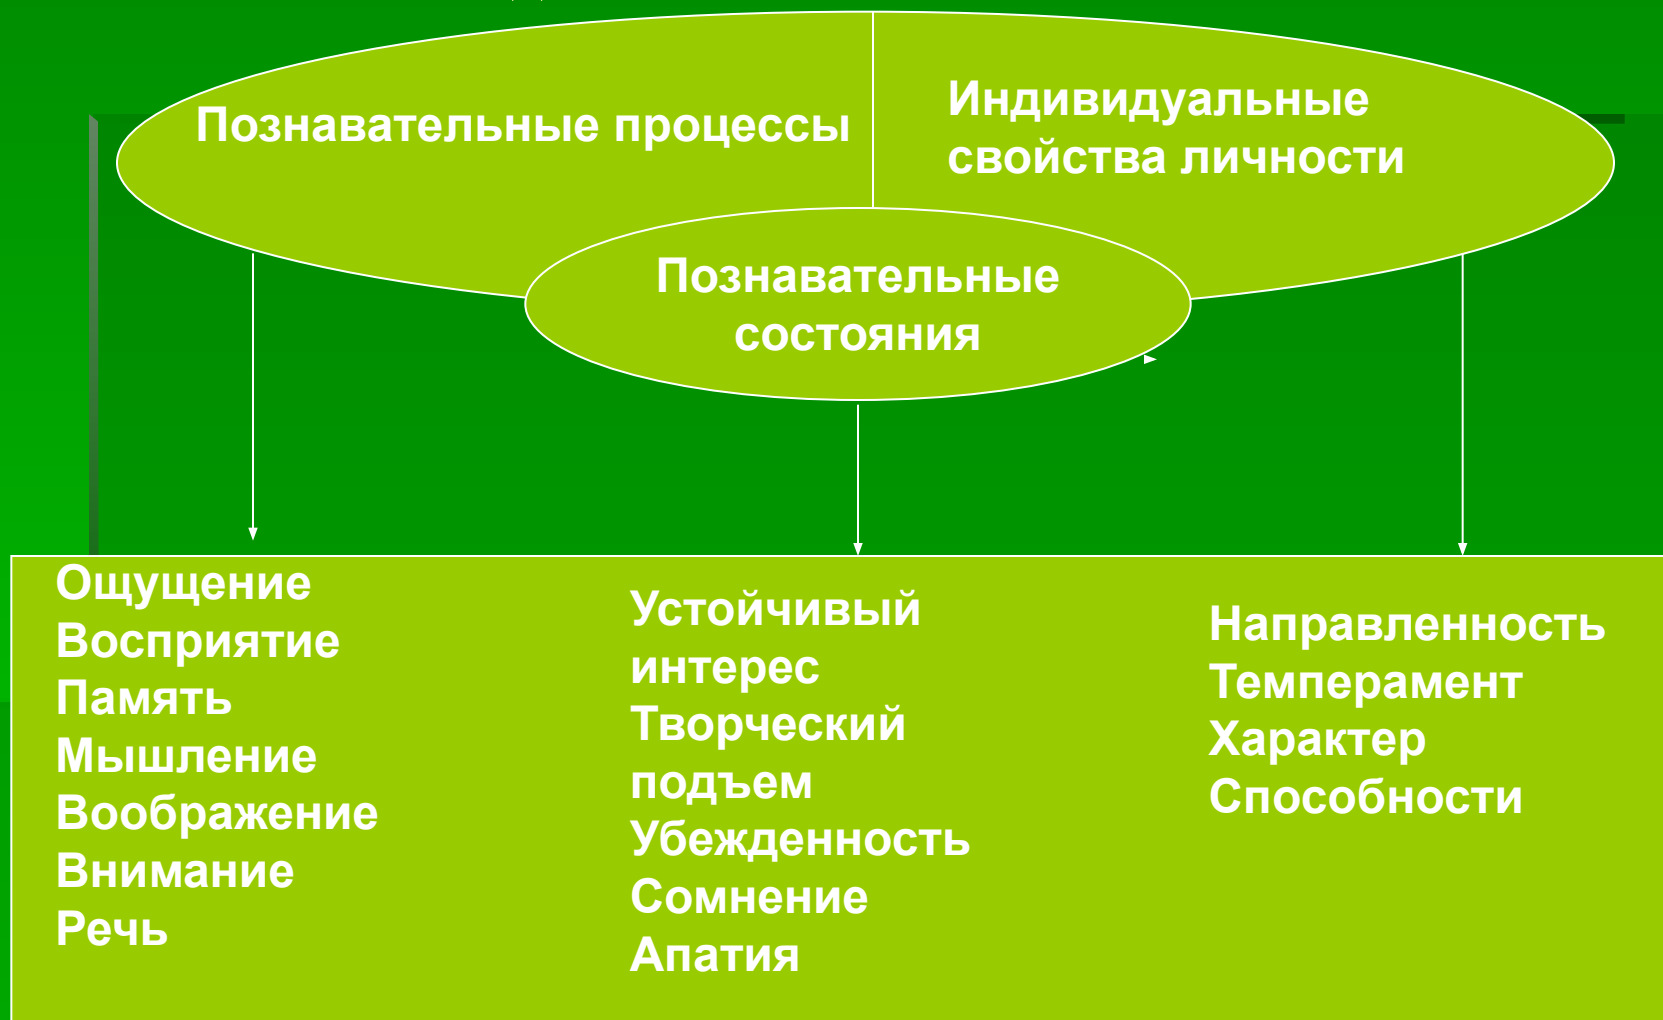 Познавательные процессы
Индивидуальные
свойства личности
Познавательные
состояния
Ощущение
Восприятие
Память
Мышление
Воображение
Внимание
Речь
Устойчивый
интерес
Творческий
подъем
Убежденность
Сомнение
Апатия
Направленность
Темперамент
Характер
Способности